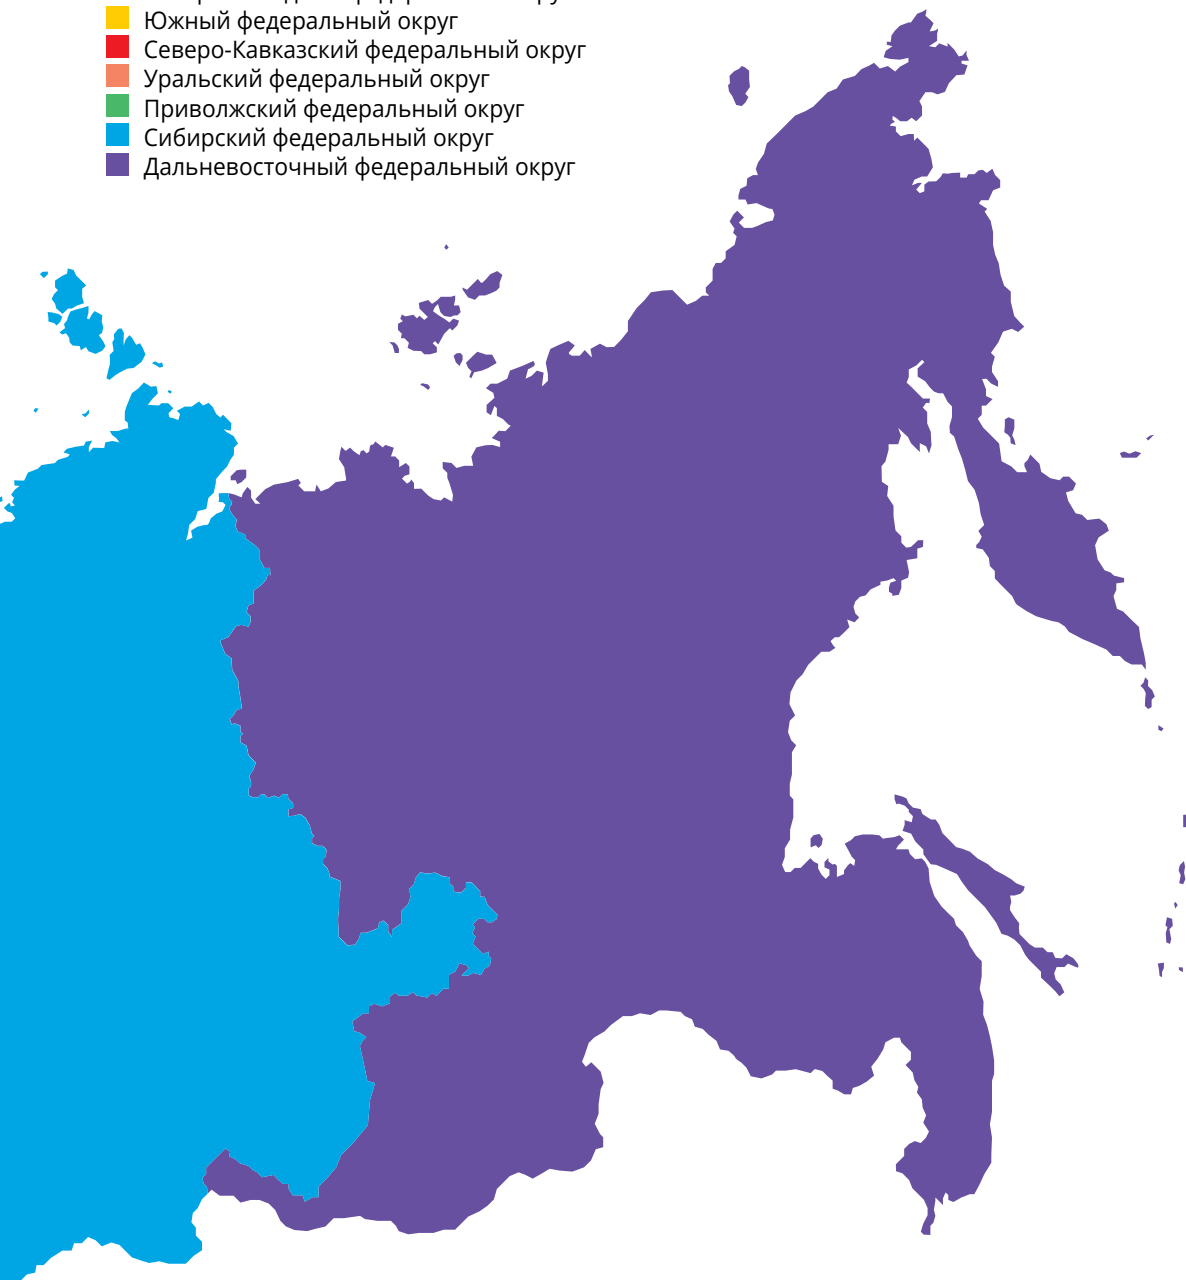 Южный федеральный округ
Северо-Кавказский федеральный округ
Уральский федеральный округ
Приволжский федеральный округ
Сибирский федеральный округ
Дальневосточный федеральный округ